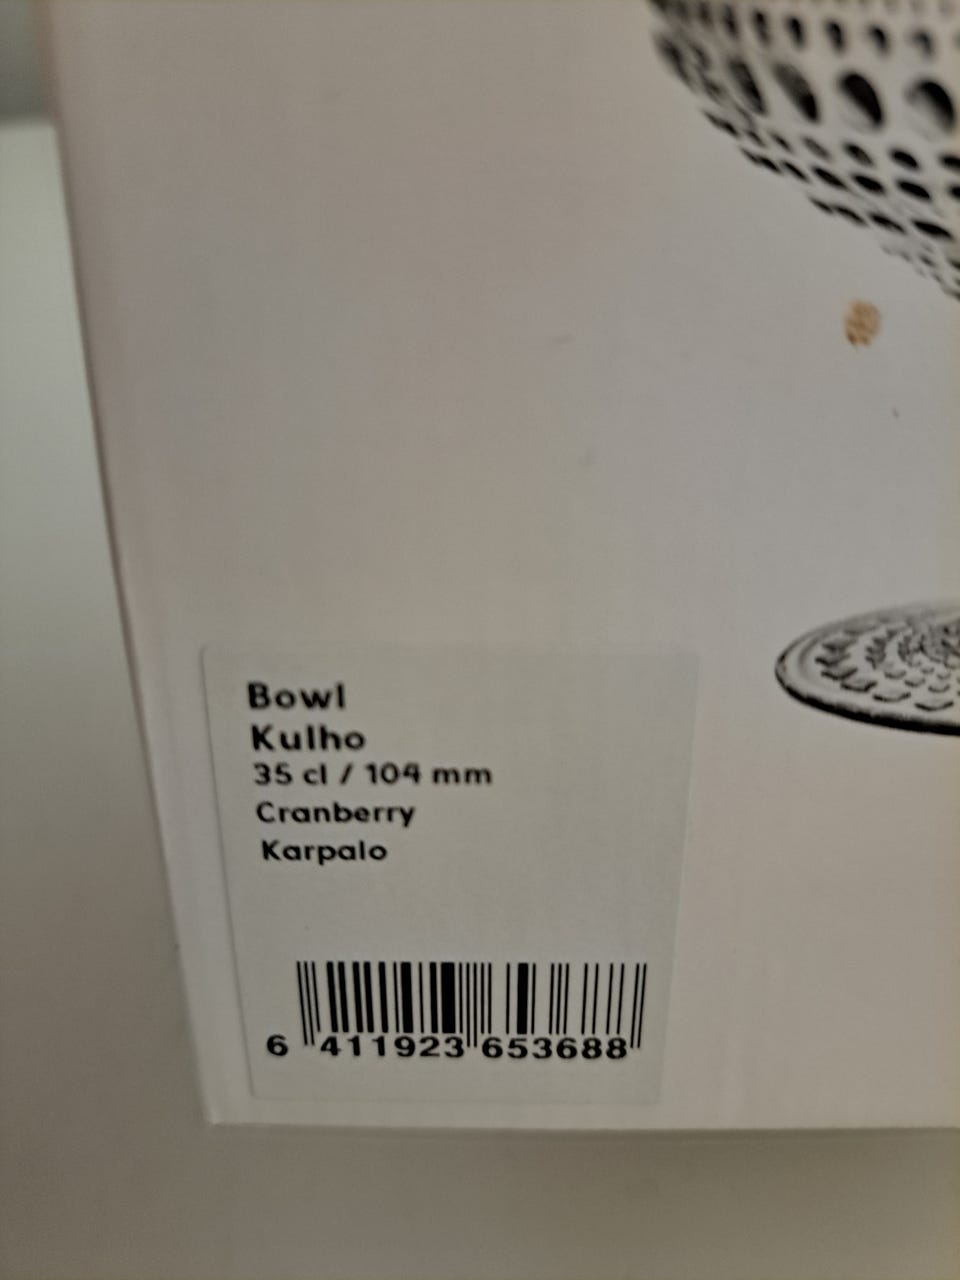 Bowl
Kulho
35 cl / 104 mm
Cranberry
Karpalo
6 411923 653688